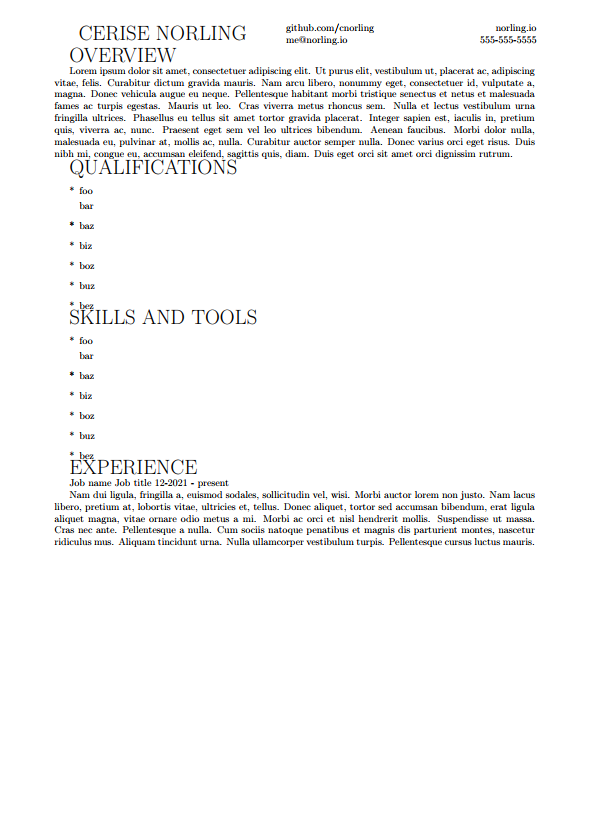 CERISE NORLING
github.com/cnorling norling.io
me@norling.io 555-555-5555
OVERVIEW
Lorem ipsum dolor sit amet, consectetuer adipiscing elit. Ut purus elit, vestibulum ut, placerat ac, adipiscing
vitae, felis. Curabitur dictum gravida mauris. Nam arcu libero, nonummy eget, consectetuer id, vulputate a,
magna. Donec vehicula augue eu neque. Pellentesque habitant morbi tristique senectus et netus et malesuada
fames ac turpis egestas. Mauris ut leo. Cras viverra metus rhoncus sem. Nulla et lectus vestibulum urna
fringilla ultrices. Phasellus eu tellus sit amet tortor gravida placerat. Integer sapien est, iaculis in, pretium
quis, viverra ac, nunc. Praesent eget sem vel leo ultrices bibendum. Aenean faucibus. Morbi dolor nulla,
malesuada eu, pulvinar at, mollis ac, nulla. Curabitur auctor semper nulla. Donec varius orci eget risus. Duis
nibh mi, congue eu, accumsan eleifend, sagittis quis, diam. Duis eget orci sit amet orci dignissim rutrum.
QUALIFICATIONS
* foo
bar
* baz
* biz
* boz
* buz
* bez
SKILLS AND TOOLS
* foo
bar
* baz
* biz
* boz
* buz
* bez
EXPERIENCE
Job name Job title 12-2021 - present
Nam dui ligula, fringilla a, euismod sodales, sollicitudin vel, wisi. Morbi auctor lorem non justo. Nam lacus
libero, pretium at, lobortis vitae, ultricies et, tellus. Donec aliquet, tortor sed accumsan bibendum, erat ligula
aliquet magna, vitae ornare odio metus a mi. Morbi ac orci et nisl hendrerit mollis. Suspendisse ut massa.
Cras nec ante. Pellentesque a nulla. Cum sociis natoque penatibus et magnis dis parturient montes, nascetur
ridiculus mus. Aliquam tincidunt urna. Nulla ullamcorper vestibulum turpis. Pellentesque cursus luctus mauris.